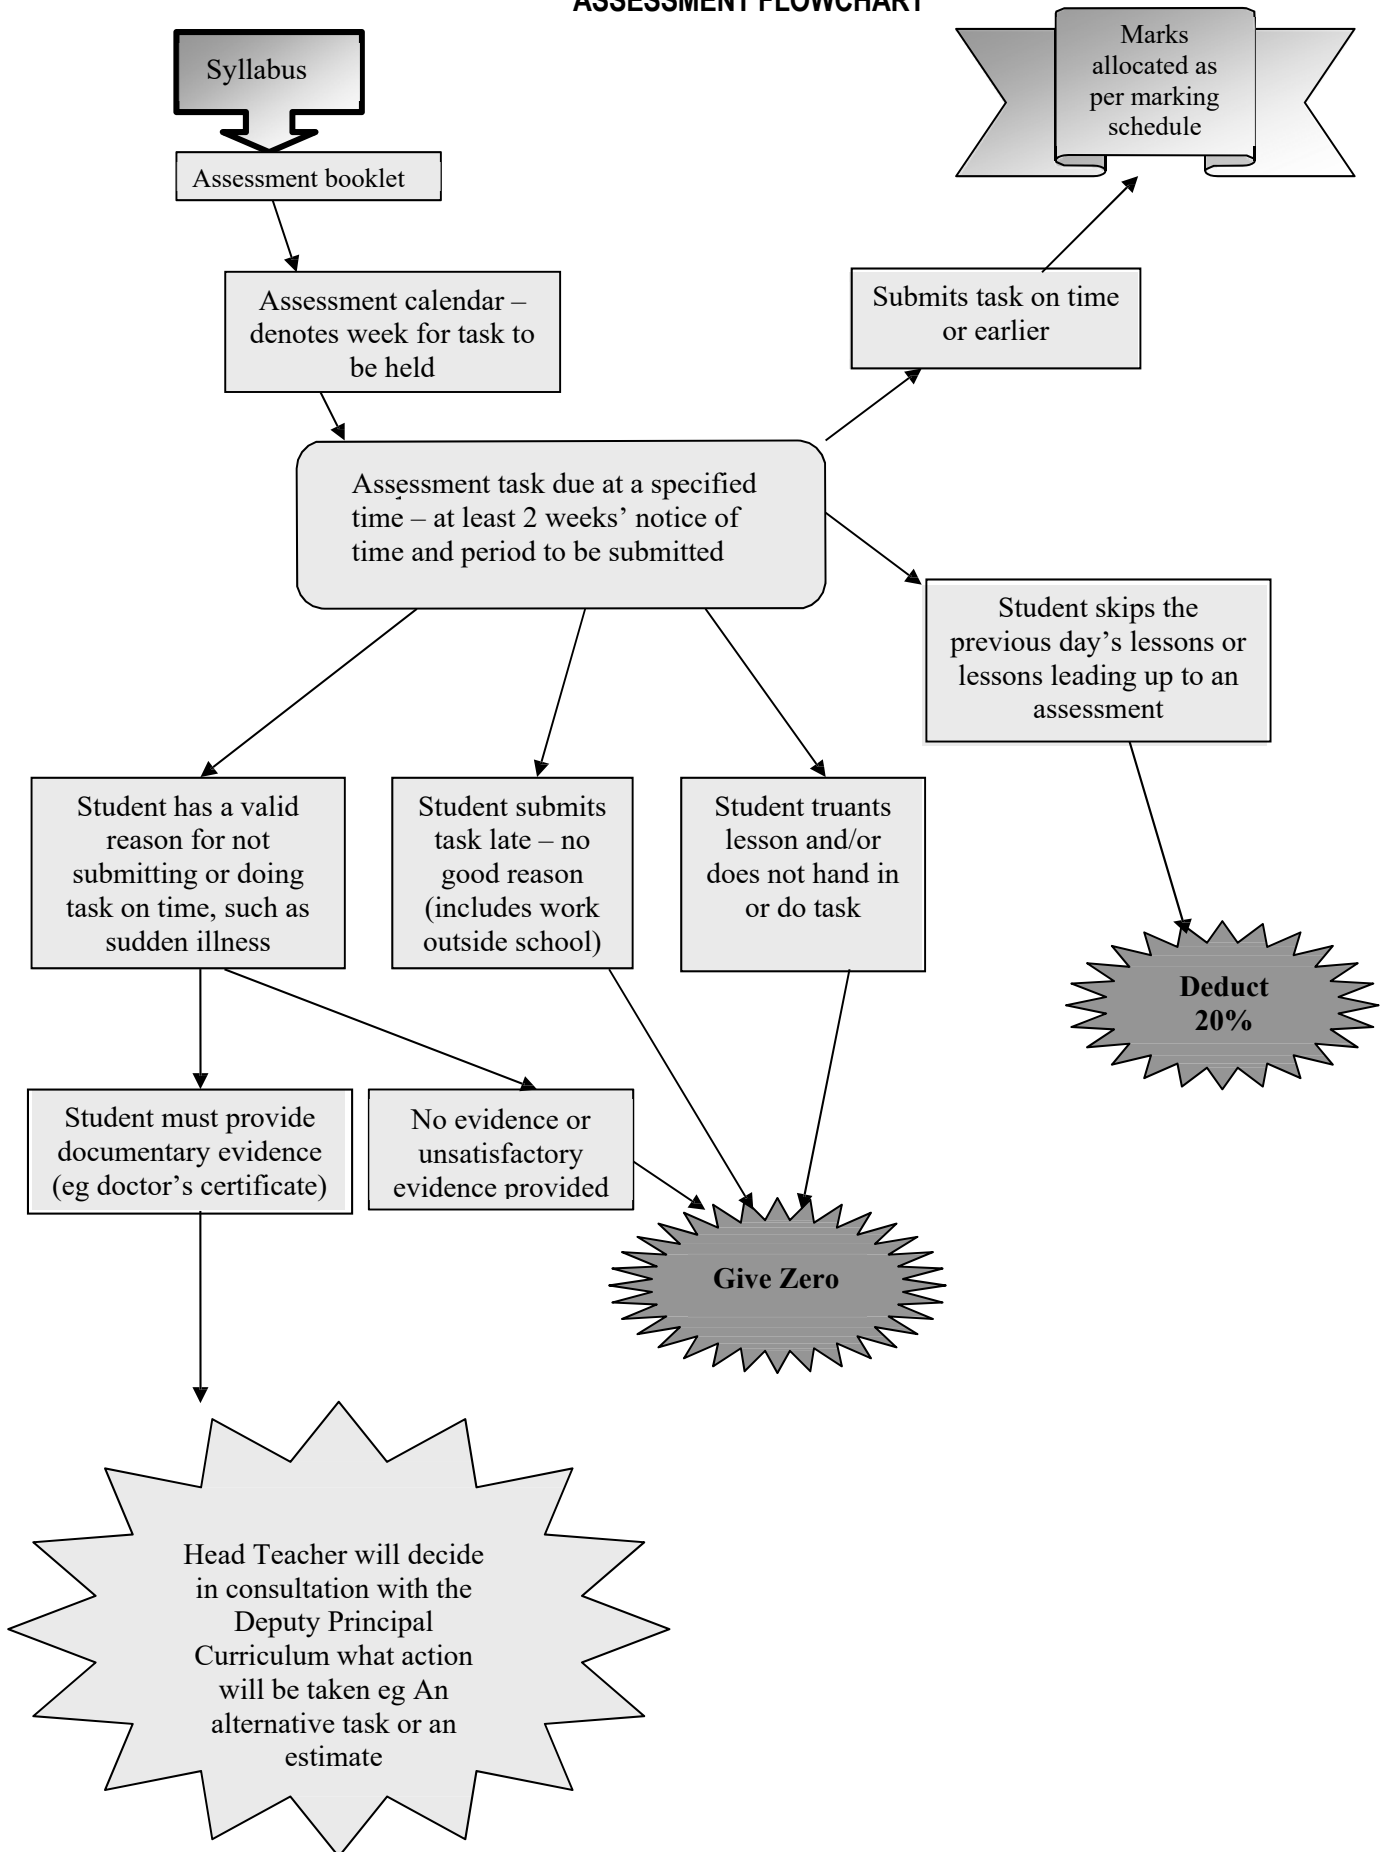 ASSESSMENT FLOWCHART
Syllabus
Marks
allocated as
per marking
schedule
Assessment booklet
Assessment calendar –
denotes week for task to
be held
Submits task on time
or earlier
Assessment task due at a specified
time – at least 2 weeks’ notice of
time and period to be submitted
Student skips the
previous day’s lessons or
lessons leading up to an
assessment
Student has a valid
reason for not
submitting or doing
task on time, such as
sudden illness
Student submits
task late – no
good reason
(includes work
outside school)
Student truants
lesson and/or
does not hand in
or do task
Deduct
20%
Student must provide
documentary evidence
(eg doctor’s certificate)
No evidence or
unsatisfactory
evidence provided
Give Zero
Head Teacher will decide
in consultation with the
Deputy Principal
Curriculum what action
will be taken eg An
alternative task or an
estimate